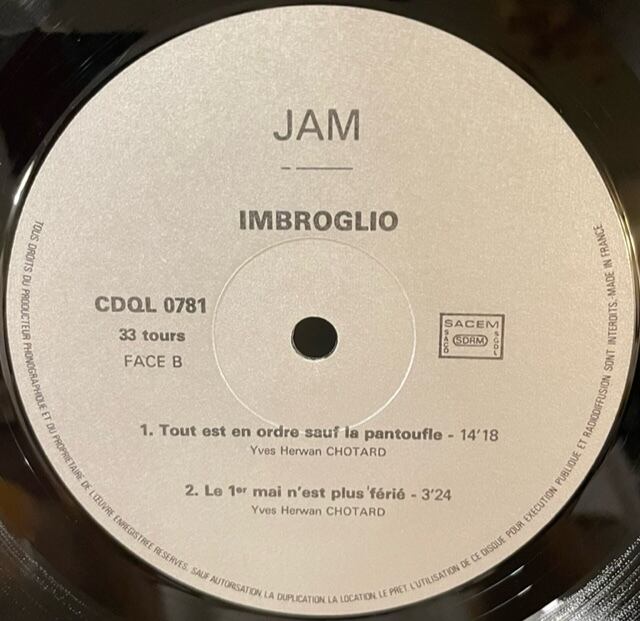 JAM
IMBROGLIO
CDQL 0781
33 tours
FACE B
SACEM
SACD
SDRM
SGDL
1. Tout est en ordre sauf la pantoufle - 14'18
Yves Herwan CHOTARD
2. Le 1er mai n'est plus férié - 3'24
Yves Herwan CHOTARD
TOUS DROITS DU PRODUCTEUR PHONOGRAPHIQUE ET DU PROPRIETAIRE DE L'ŒUVRE ENREGISTREE RESERVES. SAUF AUTORISATION, LA DUPLICATION, LA LOCATION, LE PRET, L'UTILISATION DE CE DISQUE POUR EXECUTION PUBLIQUE ET RADIODIFFUSION SONT INTERDITS.-MADE IN FRANCE